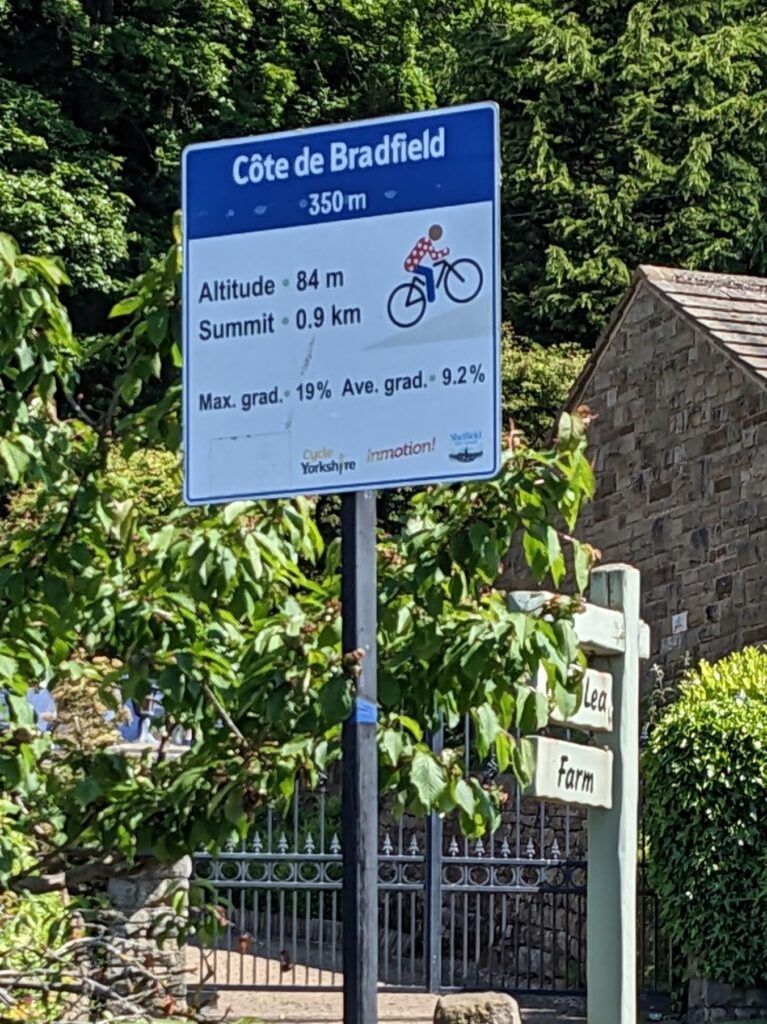 Côte de Bradfield
350 m
Altitude • 84 m
Summit • 0.9 km
Max. grad. • 19% Ave. grad. • 9.2%
Cycle
Yorkshire
inmotion!
Sheffield
Lea
Farm